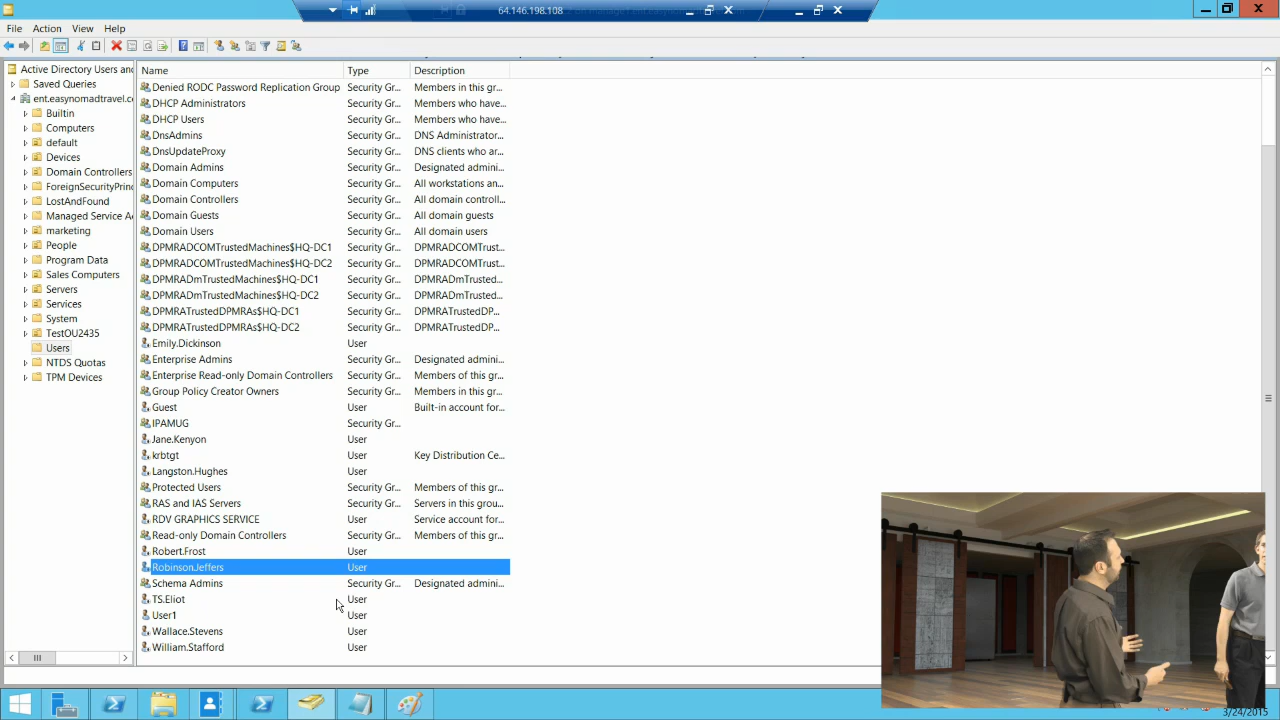 64.146.198.108
File Action View Help
Active Directory Users and
Saved Queries
ent.easynomadtravel.c
Builtin
Computers
default
Devices
Domain Controllers
ForeignSecurityPrinc
LostAndFound
Managed Service A
marketing
People
Program Data
Sales Computers
Servers
Services
System
TestOU2435
Users
NTDS Quotas
TPM Devices
Name Type Description
Denied RODC Password Replication Group Security Gr... Members in this gr...
DHCP Administrators Security Gr... Members who have...
DHCP Users Security Gr... Members who have...
DnsAdmins Security Gr... DNS Administrator...
DnsUpdateProxy Security Gr... DNS clients who ar...
Domain Admins Security Gr... Designated admini...
Domain Computers Security Gr... All workstations an...
Domain Controllers Security Gr... All domain controll...
Domain Guests Security Gr... All domain guests
Domain Users Security Gr... All domain users
DPMRADCOMTrustedMachines$HQ-DC1 Security Gr... DPMRADCOMTrust...
DPMRADCOMTrustedMachines$HQ-DC2 Security Gr... DPMRADCOMTrust...
DPMRADmTrustedMachines$HQ-DC1 Security Gr... DPMRADmTrusted...
DPMRADmTrustedMachines$HQ-DC2 Security Gr... DPMRADmTrusted...
DPMRATrustedDPMRAs$HQ-DC1 Security Gr... DPMRATrustedDP...
DPMRATrustedDPMRAs$HQ-DC2 Security Gr... DPMRATrustedDP...
Emily.Dickinson User
Enterprise Admins Security Gr... Designated admini...
Enterprise Read-only Domain Controllers Security Gr... Members of this gr...
Group Policy Creator Owners Security Gr... Members in this gr...
Guest User Built-in account for...
IPAMUG Security Gr...
Jane.Kenyon User
krbtgt User Key Distribution Ce...
Langston.Hughes User
Protected Users Security Gr... Members of this gr...
RAS and IAS Servers Security Gr... Servers in this grou...
RDV GRAPHICS SERVICE User Service account for...
Read-only Domain Controllers Security Gr... Members of this gr...
Robert.Frost User
Robinson.Jeffers User
Schema Admins Security Gr... Designated admini...
TS.Eliot User
User1 User
Wallace.Stevens User
William.Stafford User
3/24/2015